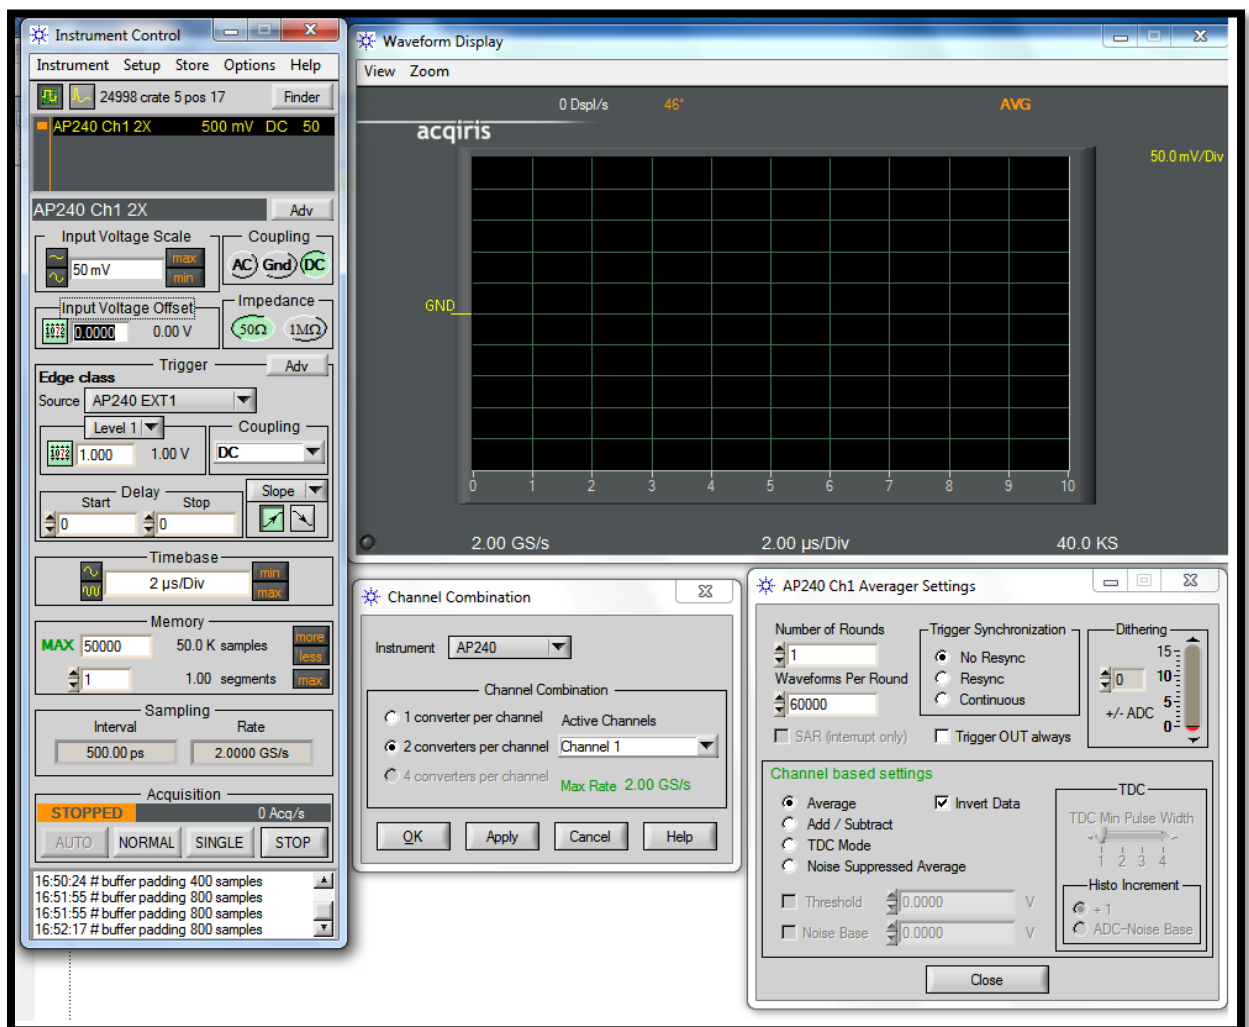 Instrument Control
Instrument Setup Store Options Help
24998 crate 5 pos 17 Finder
AP240 Ch1 2X 500 mV DC 50
AP240 Ch1 2X Adv
Input Voltage Scale Coupling
50 mV max min AC Gnd DC
Input Voltage Offset Impedance
0.0000 0.00 V 50Ω 1MΩ
Trigger Adv
Edge class
Source AP240 EXT1
Level 1 Coupling
1.000 1.00 V DC
Delay Slope
Start Stop
0 0
Timebase
2 µs/Div min max
Memory
MAX 50000 50.0 K samples more less
1 1.00 segments max
Sampling
Interval Rate
500.00 ps 2.0000 GS/s
Acquisition
STOPPED 0 Acq/s
AUTO NORMAL SINGLE STOP
16:50:24 # buffer padding 400 samples
16:51:55 # buffer padding 800 samples
16:51:55 # buffer padding 800 samples
16:52:17 # buffer padding 800 samples
Waveform Display
View Zoom
0 Dspl/s 46° AVG
acqiris
50.0 mV/Div
GND
0 1 2 3 4 5 6 7 8 9 10
2.00 GS/s 2.00 µs/Div 40.0 KS
Channel Combination
Instrument AP240
Channel Combination
1 converter per channel Active Channels
2 converters per channel Channel 1
4 converters per channel Max Rate 2.00 GS/s
OK Apply Cancel Help
AP240 Ch1 Averager Settings
Number of Rounds Trigger Synchronization Dithering
1 No Resync 15
Waveforms Per Round Resync 0 10
60000 Continuous +/- ADC 5
SAR (interrupt only) Trigger OUT always 0
Channel based settings
Average Invert Data TDC
Add / Subtract TDC Min Pulse Width
TDC Mode
Noise Suppressed Average 1 2 3 4
Threshold 0.0000 V Histo Increment
+ 1
Noise Base 0.0000 V ADC-Noise Base
Close